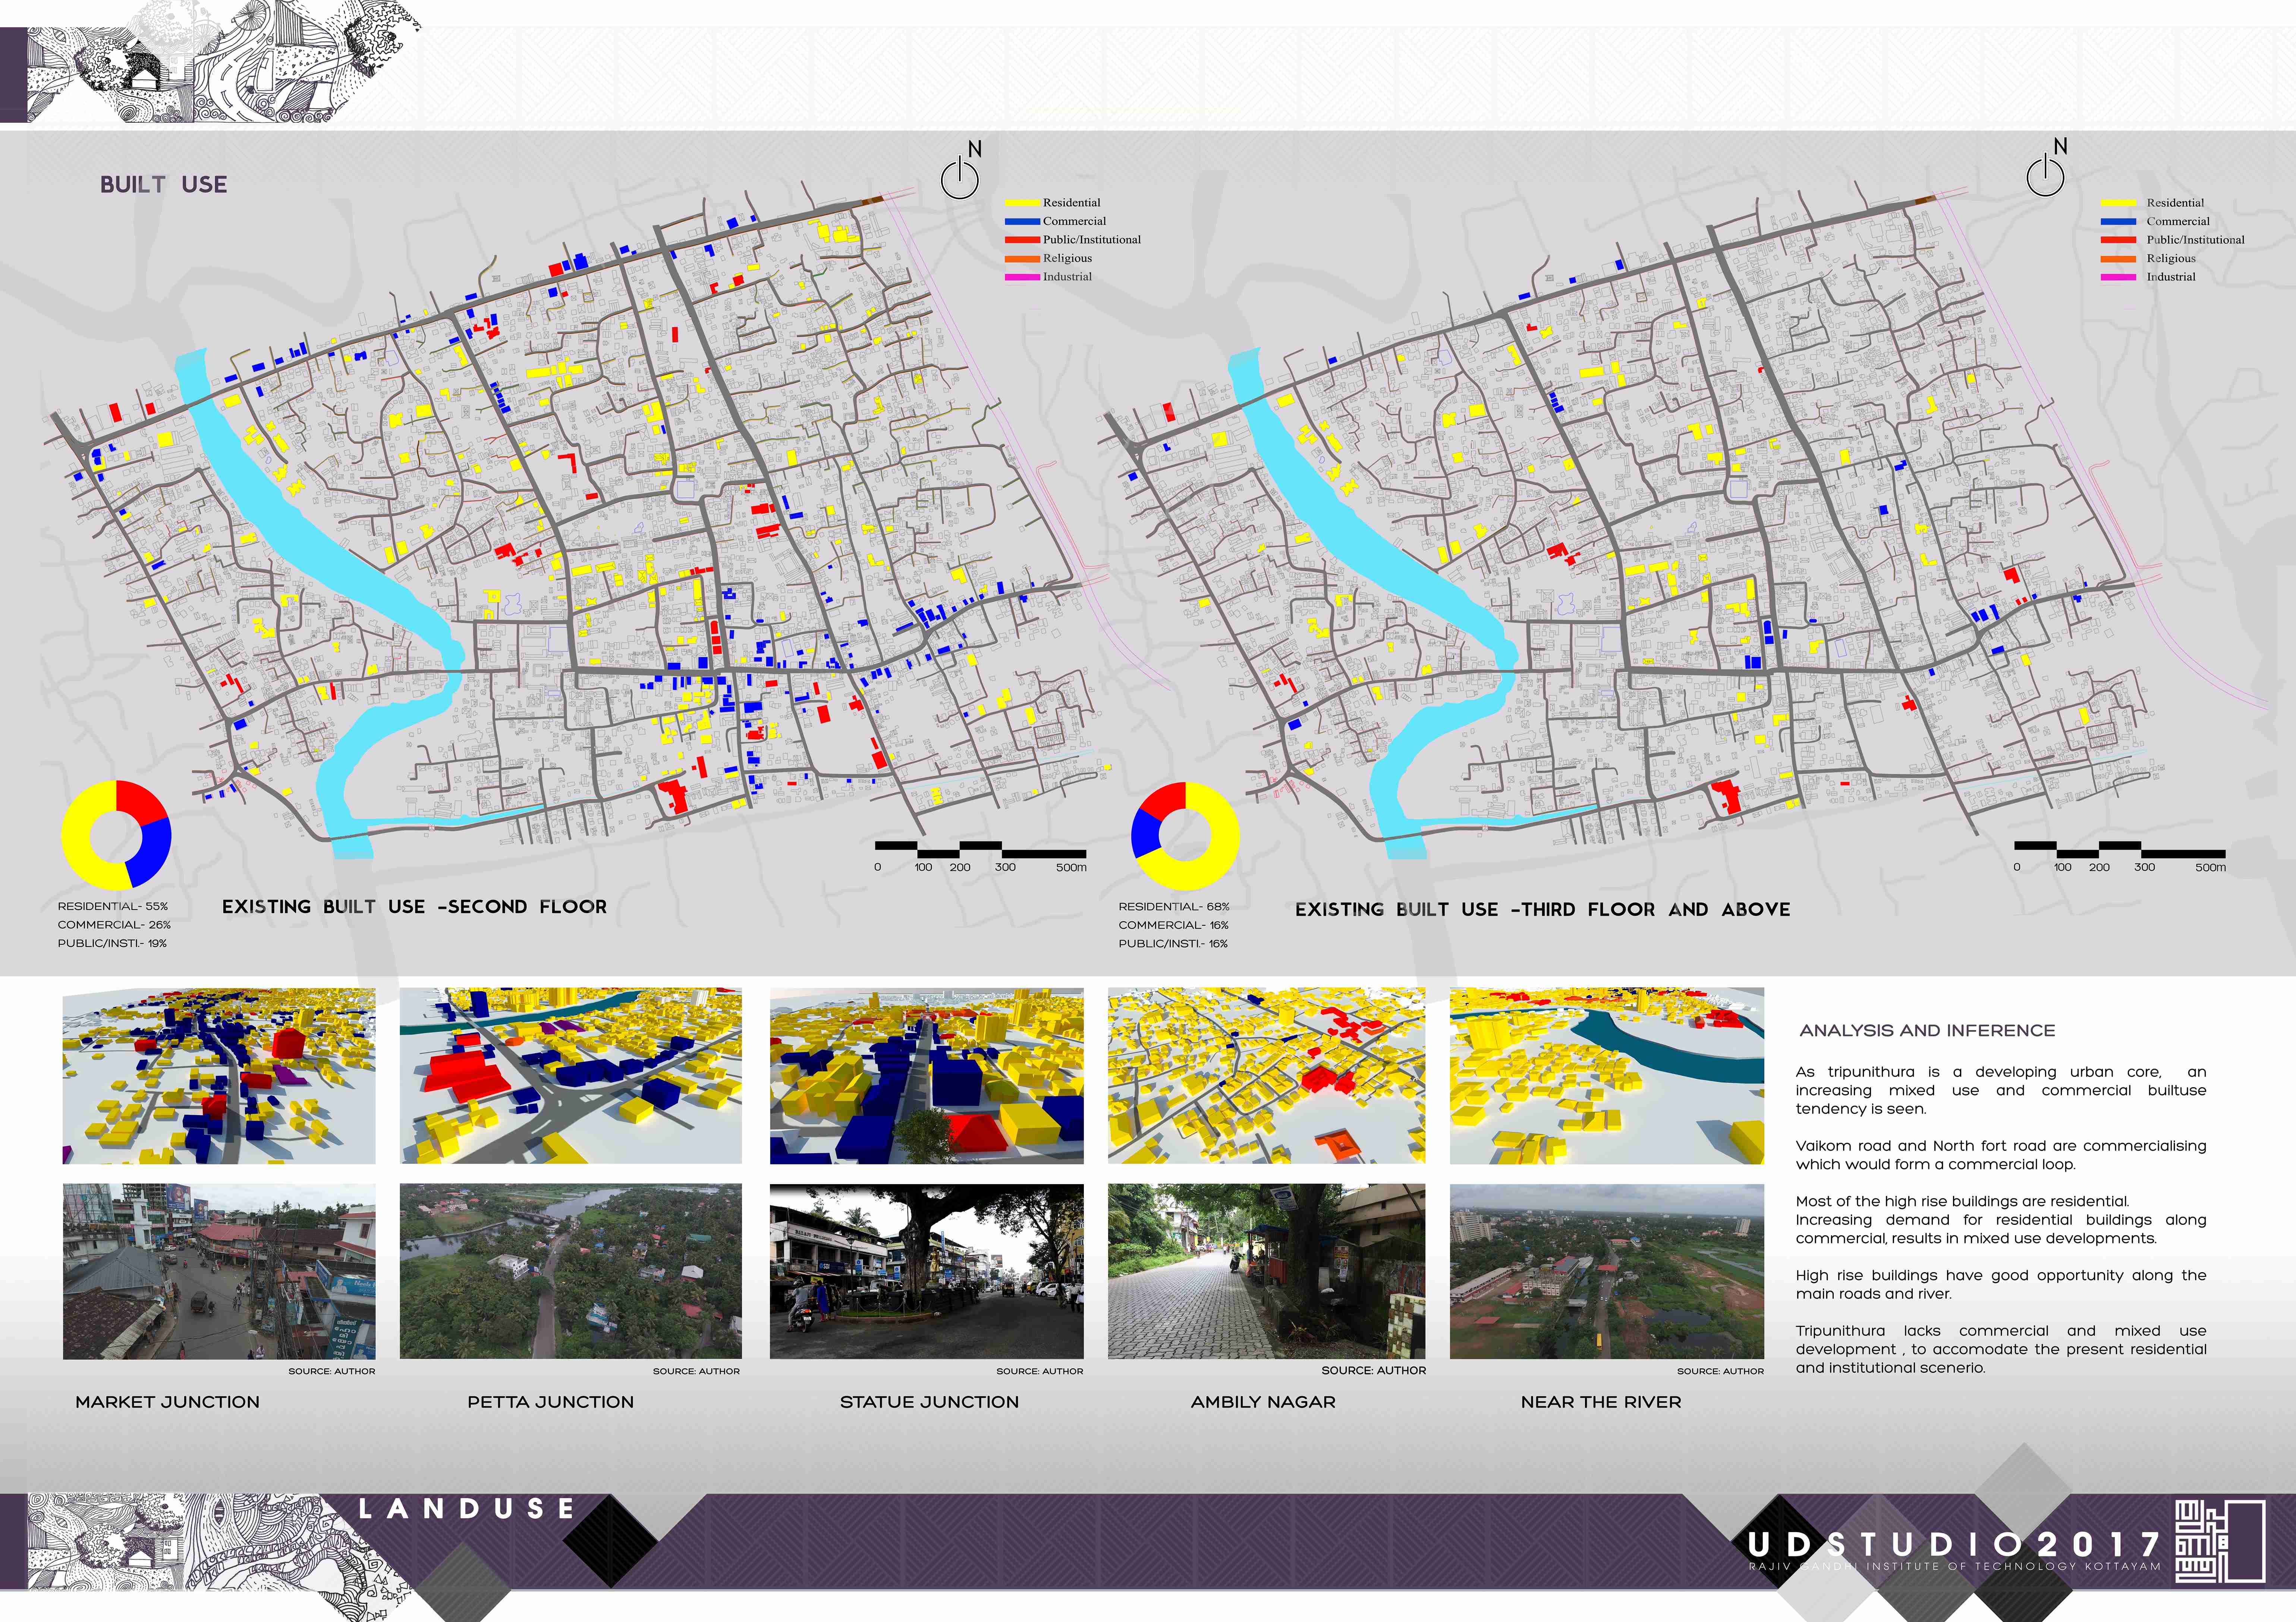 BUILT USE
N
Residential
Commercial
Public/Institutional
Religious
Industrial
N
Residential
Commercial
Public/Institutional
Religious
Industrial
0 100 200 300 500m
0 100 200 300 500m
RESIDENTIAL- 55%
COMMERCIAL- 26%
PUBLIC/INSTI.- 19%
EXISTING BUILT USE -SECOND FLOOR
RESIDENTIAL- 68%
COMMERCIAL- 16%
PUBLIC/INSTI.- 16%
EXISTING BUILT USE -THIRD FLOOR AND ABOVE
SOURCE: AUTHOR
SOURCE: AUTHOR
SOURCE: AUTHOR
SOURCE: AUTHOR
SOURCE: AUTHOR
MARKET JUNCTION
PETTA JUNCTION
STATUE JUNCTION
AMBILY NAGAR
NEAR THE RIVER
ANALYSIS AND INFERENCE
As tripunithura is a developing urban core, an
increasing mixed use and commercial builtuse
tendency is seen.
Vaikom road and North fort road are commercialising
which would form a commercial loop.
Most of the high rise buildings are residential.
Increasing demand for residential buildings along
commercial, results in mixed use developments.
High rise buildings have good opportunity along the
main roads and river.
Tripunithura lacks commercial and mixed use
development , to accomodate the present residential
and institutional scenerio.
LANDUSE
UDSTUDIO2017
RAJIV GANDHI INSTITUTE OF TECHNOLOGY KOTTAYAM